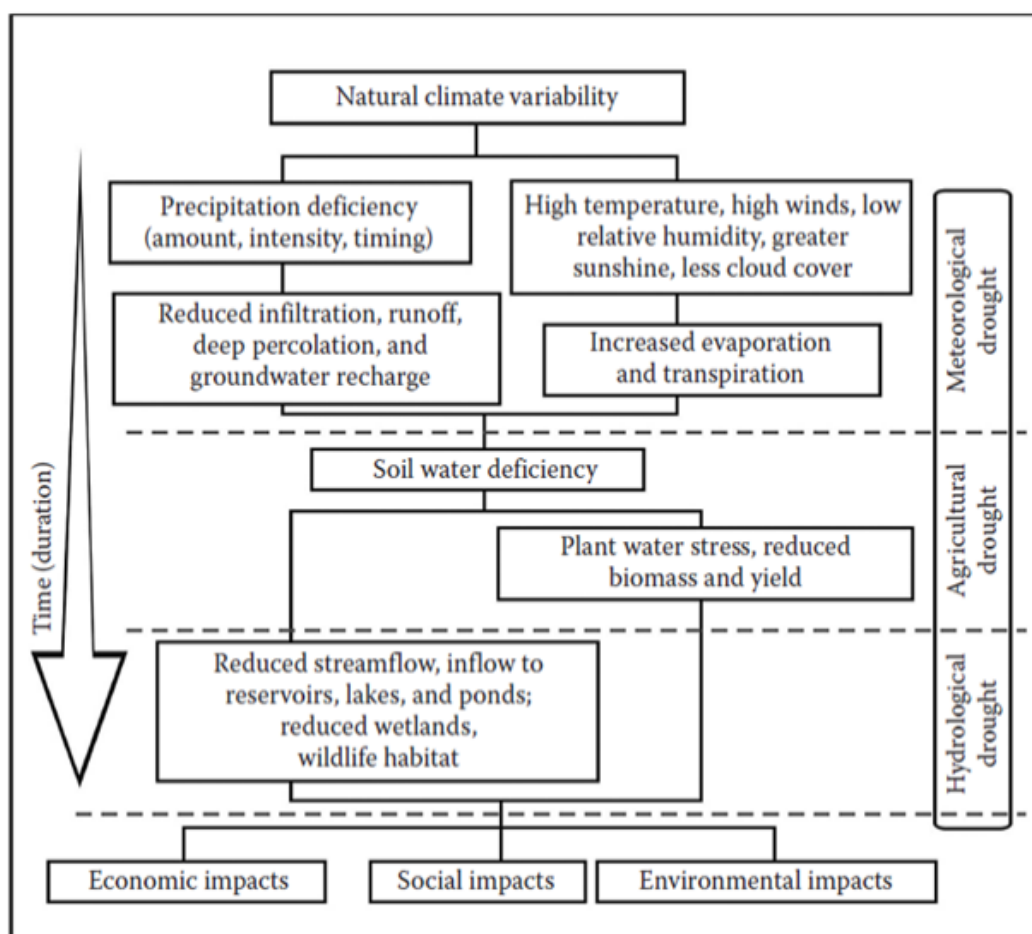 Natural climate variability
Precipitation deficiency
(amount, intensity, timing)
High temperature, high winds, low
relative humidity, greater
sunshine, less cloud cover
Reduced infiltration, runoff,
deep percolation, and
groundwater recharge
Increased evaporation
and transpiration
Meteorological
drought
Soil water deficiency
Plant water stress, reduced
biomass and yield
Agricultural
drought
Time (duration)
Reduced streamflow, inflow to
reservoirs, lakes, and ponds;
reduced wetlands,
wildlife habitat
Hydrological
drought
Economic impacts
Social impacts
Environmental impacts